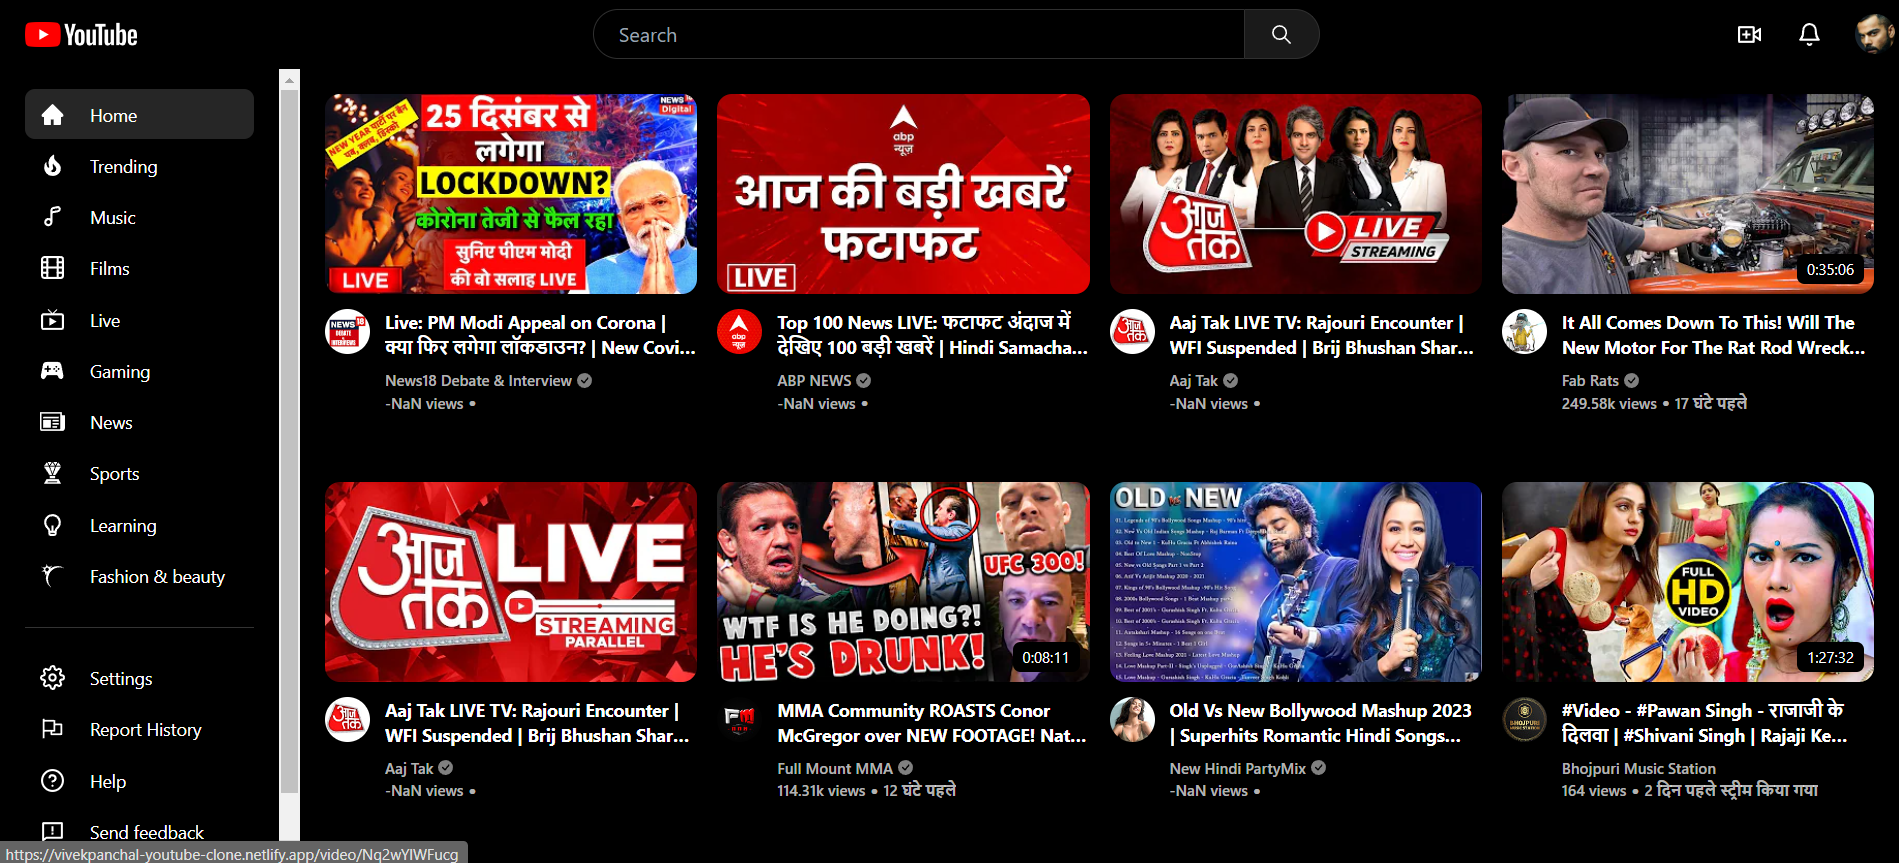 YouTube
Search
Home
Trending
Music
Films
Live
Gaming
News
Sports
Learning
Fashion & beauty
Settings
Report History
Help
Send feedback
https://vivekpanchal-youtube-clone.netlify.app/video/Nq2wYlWFucg
NEW YEAR पार्टी पर बैन
पब, क्लब, डिस्को
NEWS18
Digital
25 दिसंबर से
लगेगा
LOCKDOWN?
कोरोना तेजी से फैल रहा
सुनिए पीएम मोदी
की वो सलाह LIVE
LIVE
Live: PM Modi Appeal on Corona |
क्या फिर लगेगा लॉकडाउन? | New Covi...
News18 Debate & Interview
-NaN views •
abp
न्यूज़
आज की बड़ी खबरें
फटाफट
LIVE
Top 100 News LIVE: फटाफट अंदाज में
देखिए 100 बड़ी खबरें | Hindi Samacha...
ABP NEWS
-NaN views •
आज
तक
LIVE
STREAMING
Aaj Tak LIVE TV: Rajouri Encounter |
WFI Suspended | Brij Bhushan Shar...
Aaj Tak
-NaN views •
0:35:06
It All Comes Down To This! Will The
New Motor For The Rat Rod Wreck...
Fab Rats
249.58k views • 17 घंटे पहले
आज
तक
LIVE
STREAMING
PARALLEL
Aaj Tak LIVE TV: Rajouri Encounter |
WFI Suspended | Brij Bhushan Shar...
Aaj Tak
-NaN views •
UFC 300!
WTF IS HE DOING?!
HE'S DRUNK!
0:08:11
MMA Community ROASTS Conor
McGregor over NEW FOOTAGE! Nat...
Full Mount MMA
114.31k views • 12 घंटे पहले
OLD vs NEW
Old Vs New Bollywood Mashup 2023
| Superhits Romantic Hindi Songs...
New Hindi PartyMix
-NaN views •
FULL
HD
VIDEO
1:27:32
BHOJPURI
#Video - #Pawan Singh - राजाजी के
दिलवा | #Shivani Singh | Rajaji Ke...
Bhojpuri Music Station
164 views • 2 दिन पहले स्ट्रीम किया गया